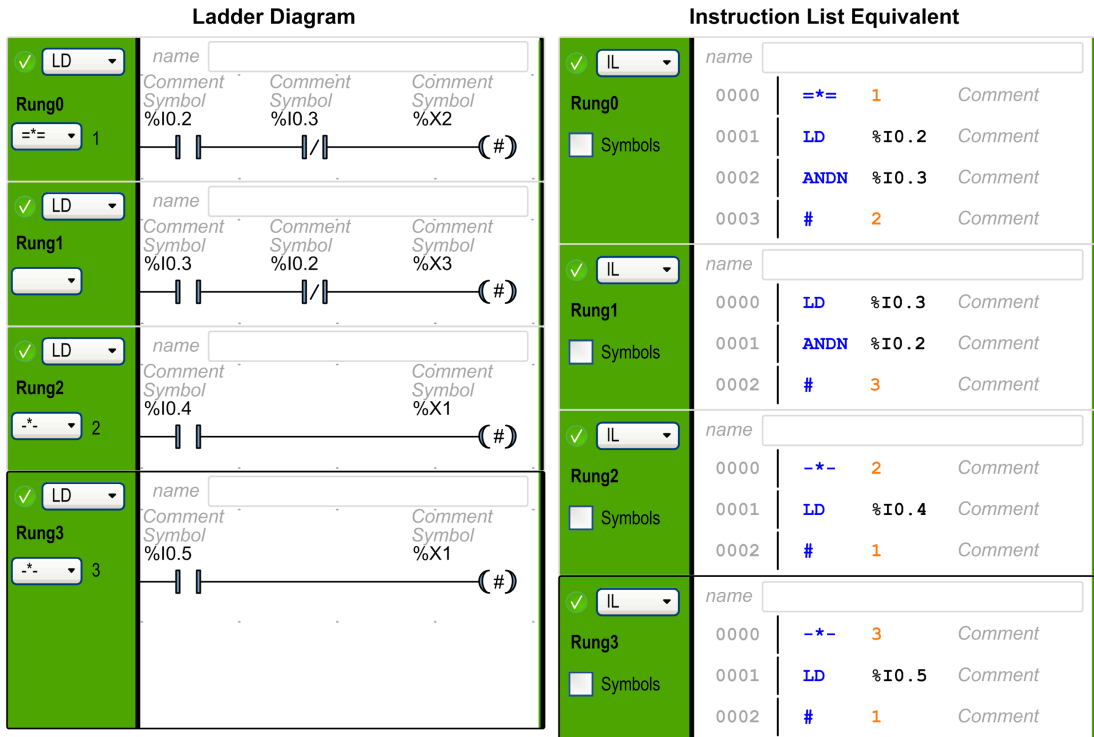 Ladder Diagram
LD name
Comment Comment Comment
Rung0 Symbol Symbol Symbol
%I0.2 %I0.3 %X2
=*= 1 (#)
LD name
Comment Comment Comment
Rung1 Symbol Symbol Symbol
%I0.3 %I0.2 %X3
(#)
LD name
Comment Comment
Rung2 Symbol Symbol
%I0.4 %X1
-*- 2 (#)
LD name
Comment Comment
Rung3 Symbol Symbol
%I0.5 %X1
-*- 3 (#)
Instruction List Equivalent
IL name
Rung0 0000 =*= 1 Comment
Symbols 0001 LD %I0.2
0002 ANDN %I0.3 Comment
0003 # 2 Comment
IL name
Rung1 0000 LD %I0.3 Comment
Symbols 0001 ANDN %I0.2 Comment
0002 # 3 Comment
IL name
Rung2 0000 -*- 2 Comment
Symbols 0001 LD %I0.4 Comment
0002 # 1 Comment
IL name
Rung3 0000 -*- 3 Comment
Symbols 0001 LD %I0.5 Comment
0002 # 1 Comment